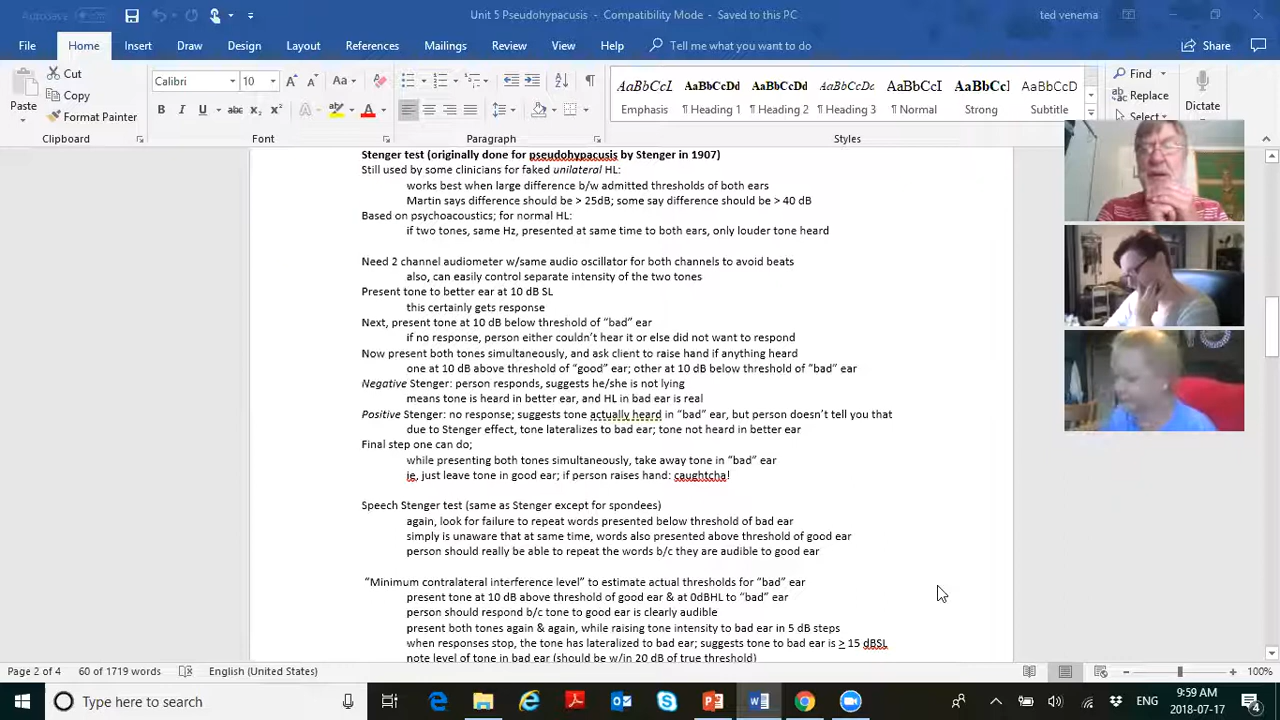 AutoSave Off
Unit 5 Pseudohypacusis - Compatibility Mode - Saved to this PC
ted venema
File Home Insert Draw Design Layout References Mailings Review View Help Tell me what you want to do Share
Paste
Cut
Copy
Format Painter
Calibri 10
AaBbCcI Emphasis
AaBbCcDd ¶ Heading 1
AaBbCcDd ¶ Heading 2
AaBbCcDc ¶ Heading 3
AaBbCcI ¶ Normal
AaBbCcl Strong
AaBbCcD Subtitle
Find
Replace
Select
Dictate
Clipboard Font Paragraph Styles
Stenger test (originally done for pseudohypacusis by Stenger in 1907)
Still used by some clinicians for faked unilateral HL:
works best when large difference b/w admitted thresholds of both ears
Martin says difference should be > 25dB; some say difference should be > 40 dB
Based on psychoacoustics; for normal HL:
if two tones, same Hz, presented at same time to both ears, only louder tone heard
Need 2 channel audiometer w/same audio oscillator for both channels to avoid beats
also, can easily control separate intensity of the two tones
Present tone to better ear at 10 dB SL
this certainly gets response
Next, present tone at 10 dB below threshold of “bad” ear
if no response, person either couldn’t hear it or else did not want to respond
Now present both tones simultaneously, and ask client to raise hand if anything heard
one at 10 dB above threshold of “good” ear; other at 10 dB below threshold of “bad” ear
Negative Stenger: person responds, suggests he/she is not lying
means tone is heard in better ear, and HL in bad ear is real
Positive Stenger: no response; suggests tone actually heard in “bad” ear, but person doesn’t tell you that
due to Stenger effect, tone lateralizes to bad ear; tone not heard in better ear
Final step one can do;
while presenting both tones simultaneously, take away tone in “bad” ear
ie, just leave tone in good ear; if person raises hand: caughtcha!
Speech Stenger test (same as Stenger except for spondees)
again, look for failure to repeat words presented below threshold of bad ear
simply is unaware that at same time, words also presented above threshold of good ear
person should really be able to repeat the words b/c they are audible to good ear
“Minimum contralateral interference level” to estimate actual thresholds for “bad” ear
present tone at 10 dB above threshold of good ear & at 0dBHL to “bad” ear
person should respond b/c tone to good ear is clearly audible
present both tones again & again, while raising tone intensity to bad ear in 5 dB steps
when responses stop, the tone has lateralized to bad ear; suggests tone to bad ear is ≥ 15 dBSL
note level of tone in bad ear (should be w/in 20 dB of true threshold)
Page 2 of 4 60 of 1719 words English (United States) 100%
Type here to search
ENG
9:59 AM
2018-07-17
4